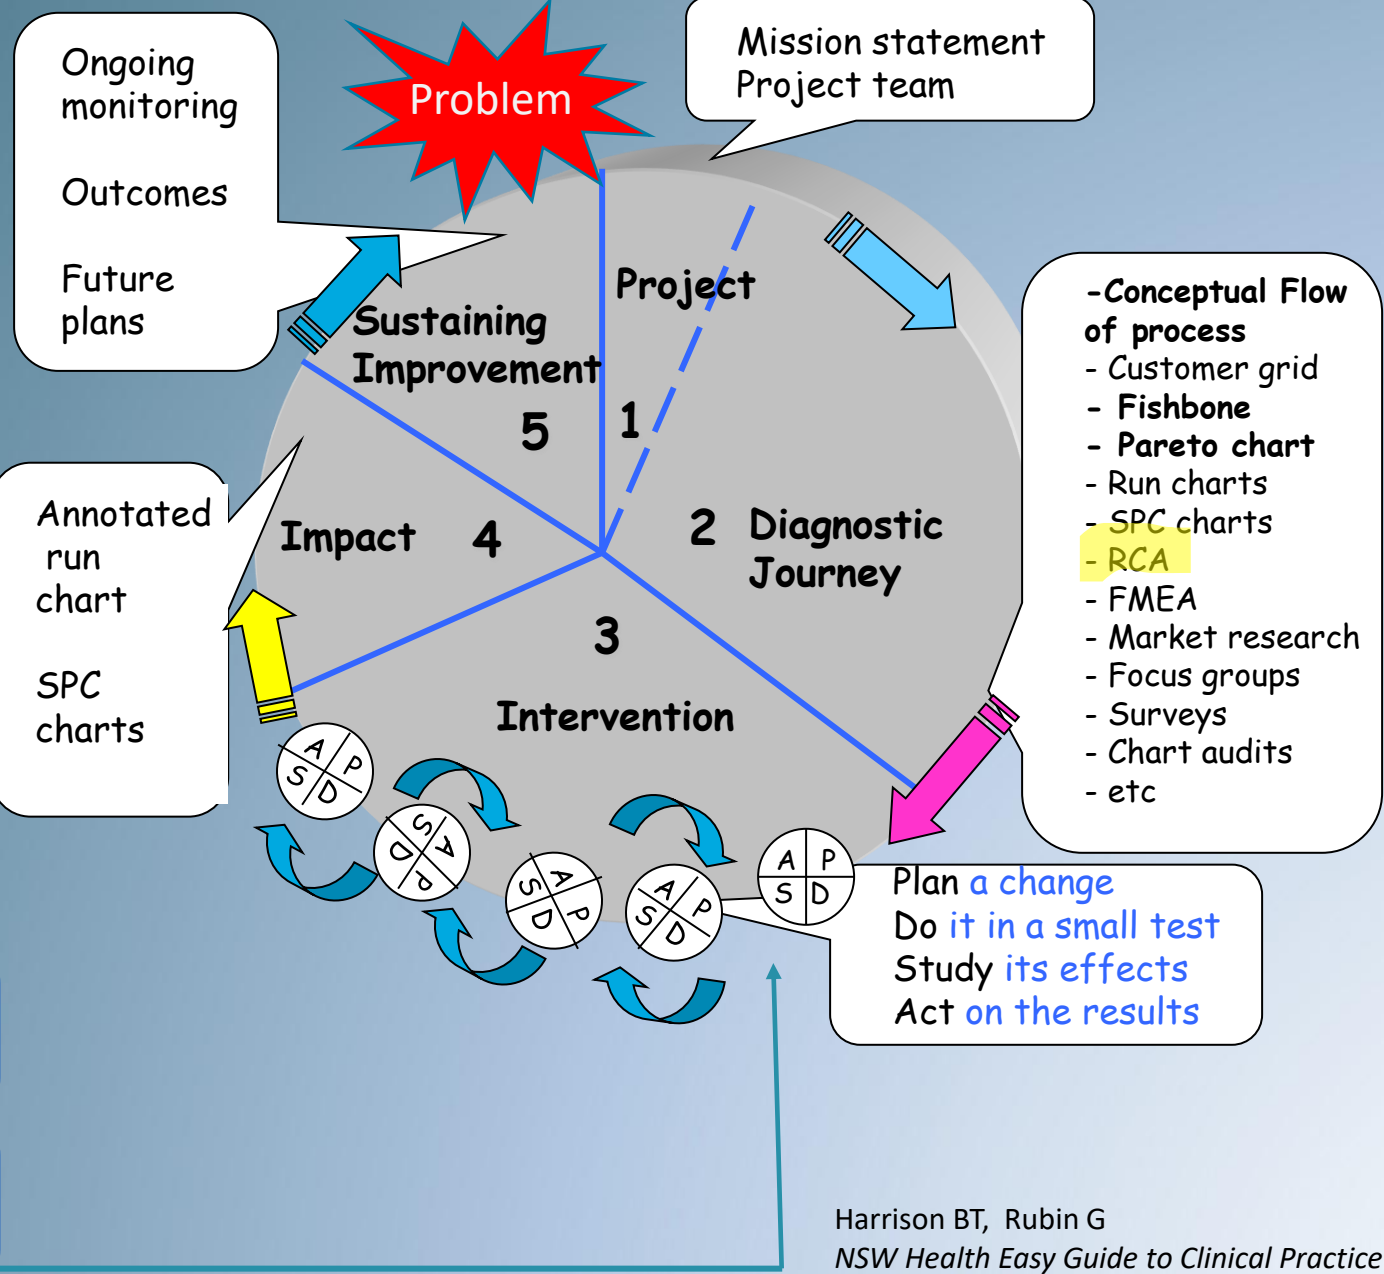 Ongoing
monitoring
Outcomes
Future
plans
Problem
Mission statement
Project team
Project
1
Sustaining
Improvement
5
-Conceptual Flow
of process
- Customer grid
- Fishbone
- Pareto chart
- Run charts
- SPC charts
- RCA
- FMEA
- Market research
- Focus groups
- Surveys
- Chart audits
- etc
2 Diagnostic
Journey
Impact 4
Annotated
run
chart
SPC
charts
3
Intervention
A P
S D
A P
S D
A P
S D
A P
S D
A P
S D
Plan a change
Do it in a small test
Study its effects
Act on the results
Harrison BT, Rubin G
NSW Health Easy Guide to Clinical Practice